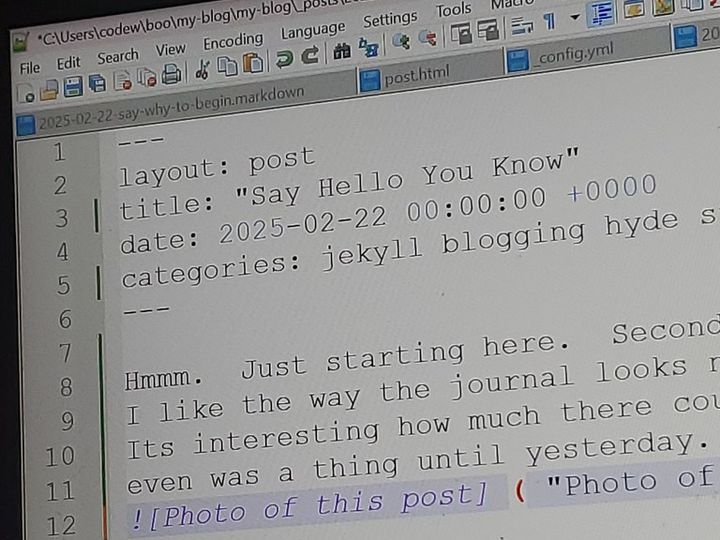 *C:\Users\codew\boo\my-blog\my-blog\_posts\
File Edit Search View Encoding Language Settings Tools Macro
2025-02-22-say-why-to-begin.markdown post.html _config.yml 20
1 ---
2 layout: post
3 title: "Say Hello You Know"
4 date: 2025-02-22 00:00:00 +0000
5 categories: jekyll blogging hyde s
6 ---
7
8 Hmmm. Just starting here. Second
9 I like the way the journal looks
10 Its interesting how much there cou
11 even was a thing until yesterday.
12 ![Photo of this post] ( "Photo of